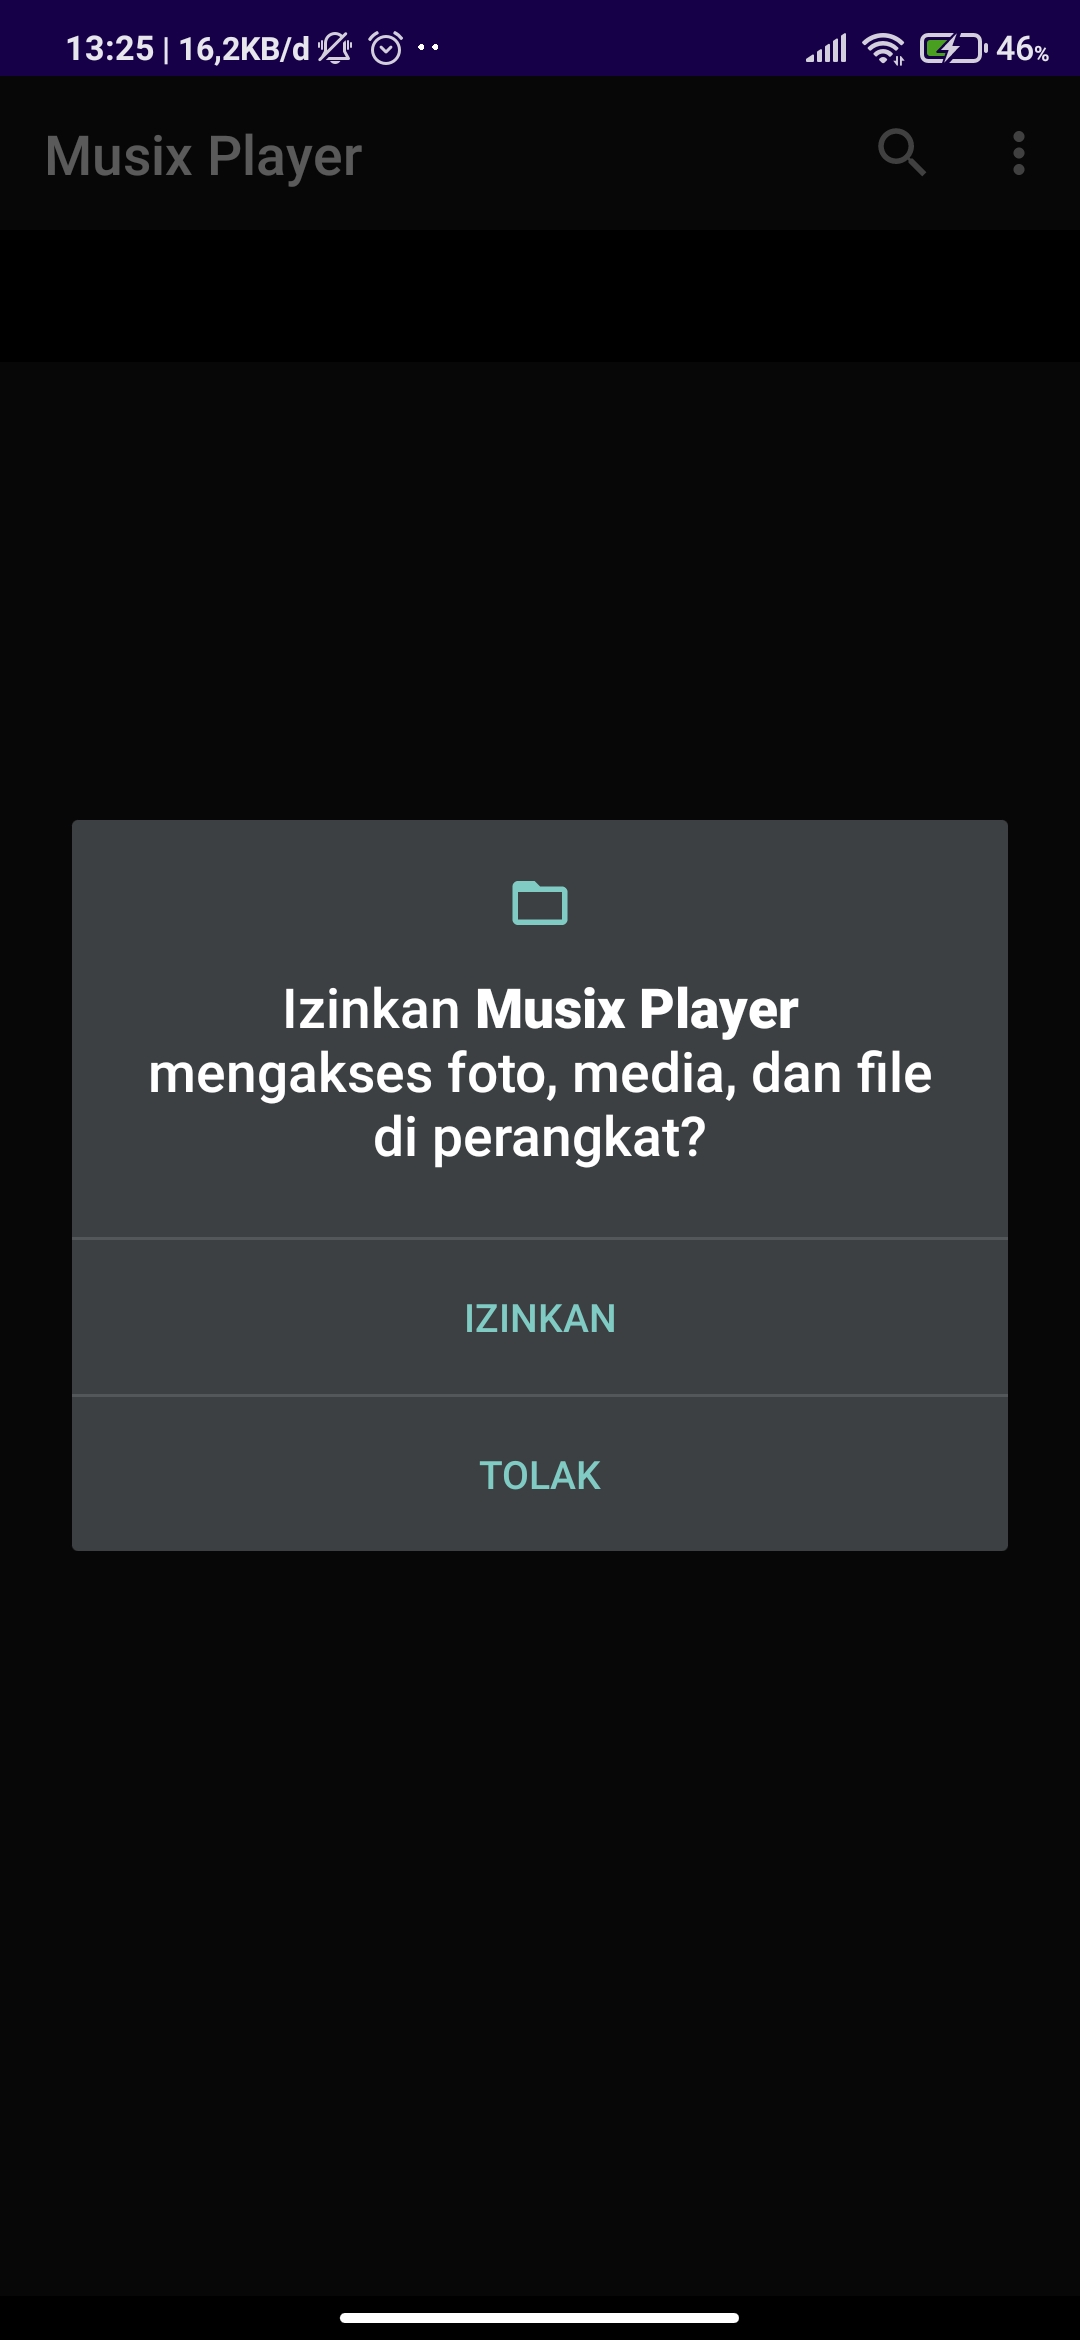 13:25 | 16,2KB/d
46%
Musix Player
Izinkan Musix Player
mengakses foto, media, dan file
di perangkat?
IZINKAN
TOLAK